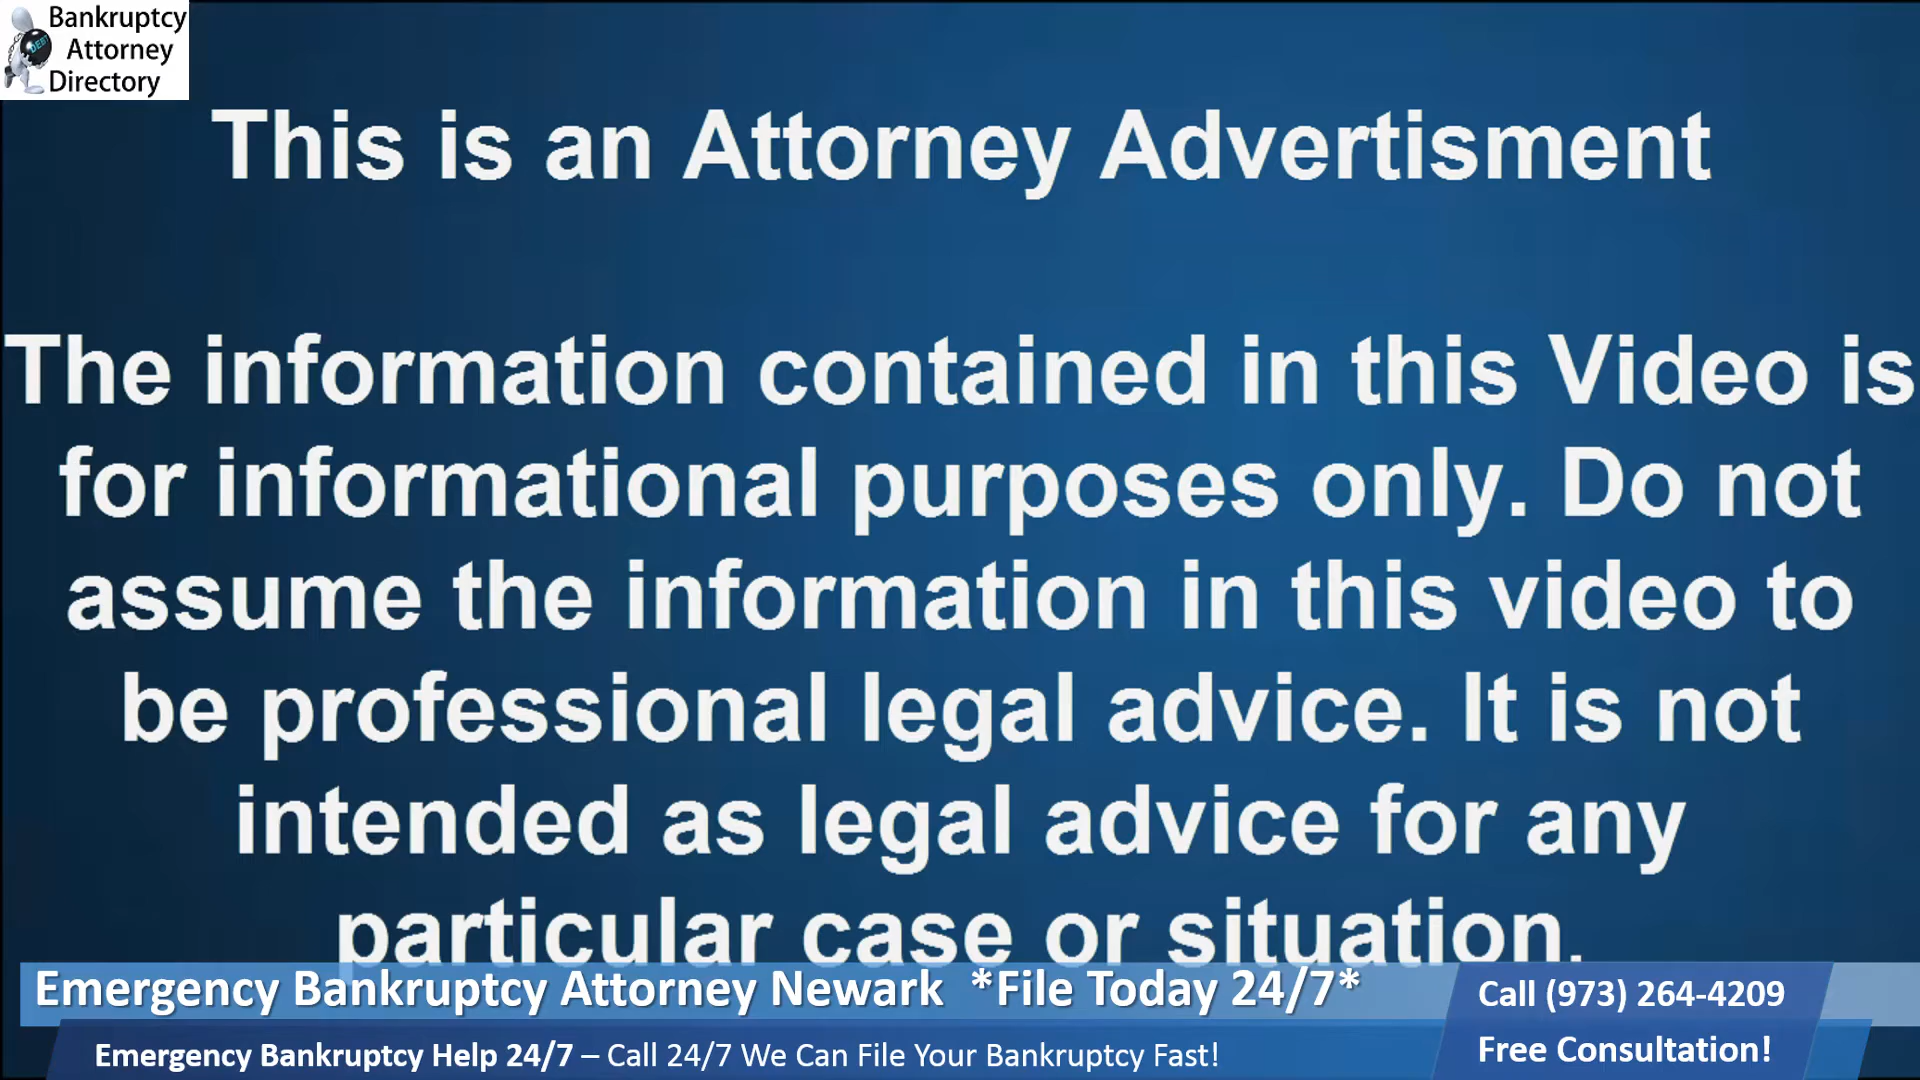 Bankruptcy
Attorney
Directory
DEBT
This is an Attorney Advertisment
The information contained in this Video is
for informational purposes only. Do not
assume the information in this video to
be professional legal advice. It is not
intended as legal advice for any
particular case or situation.
Emergency Bankruptcy Attorney Newark *File Today 24/7*
Call (973) 264-4209
Emergency Bankruptcy Help 24/7 – Call 24/7 We Can File Your Bankruptcy Fast!
Free Consultation!